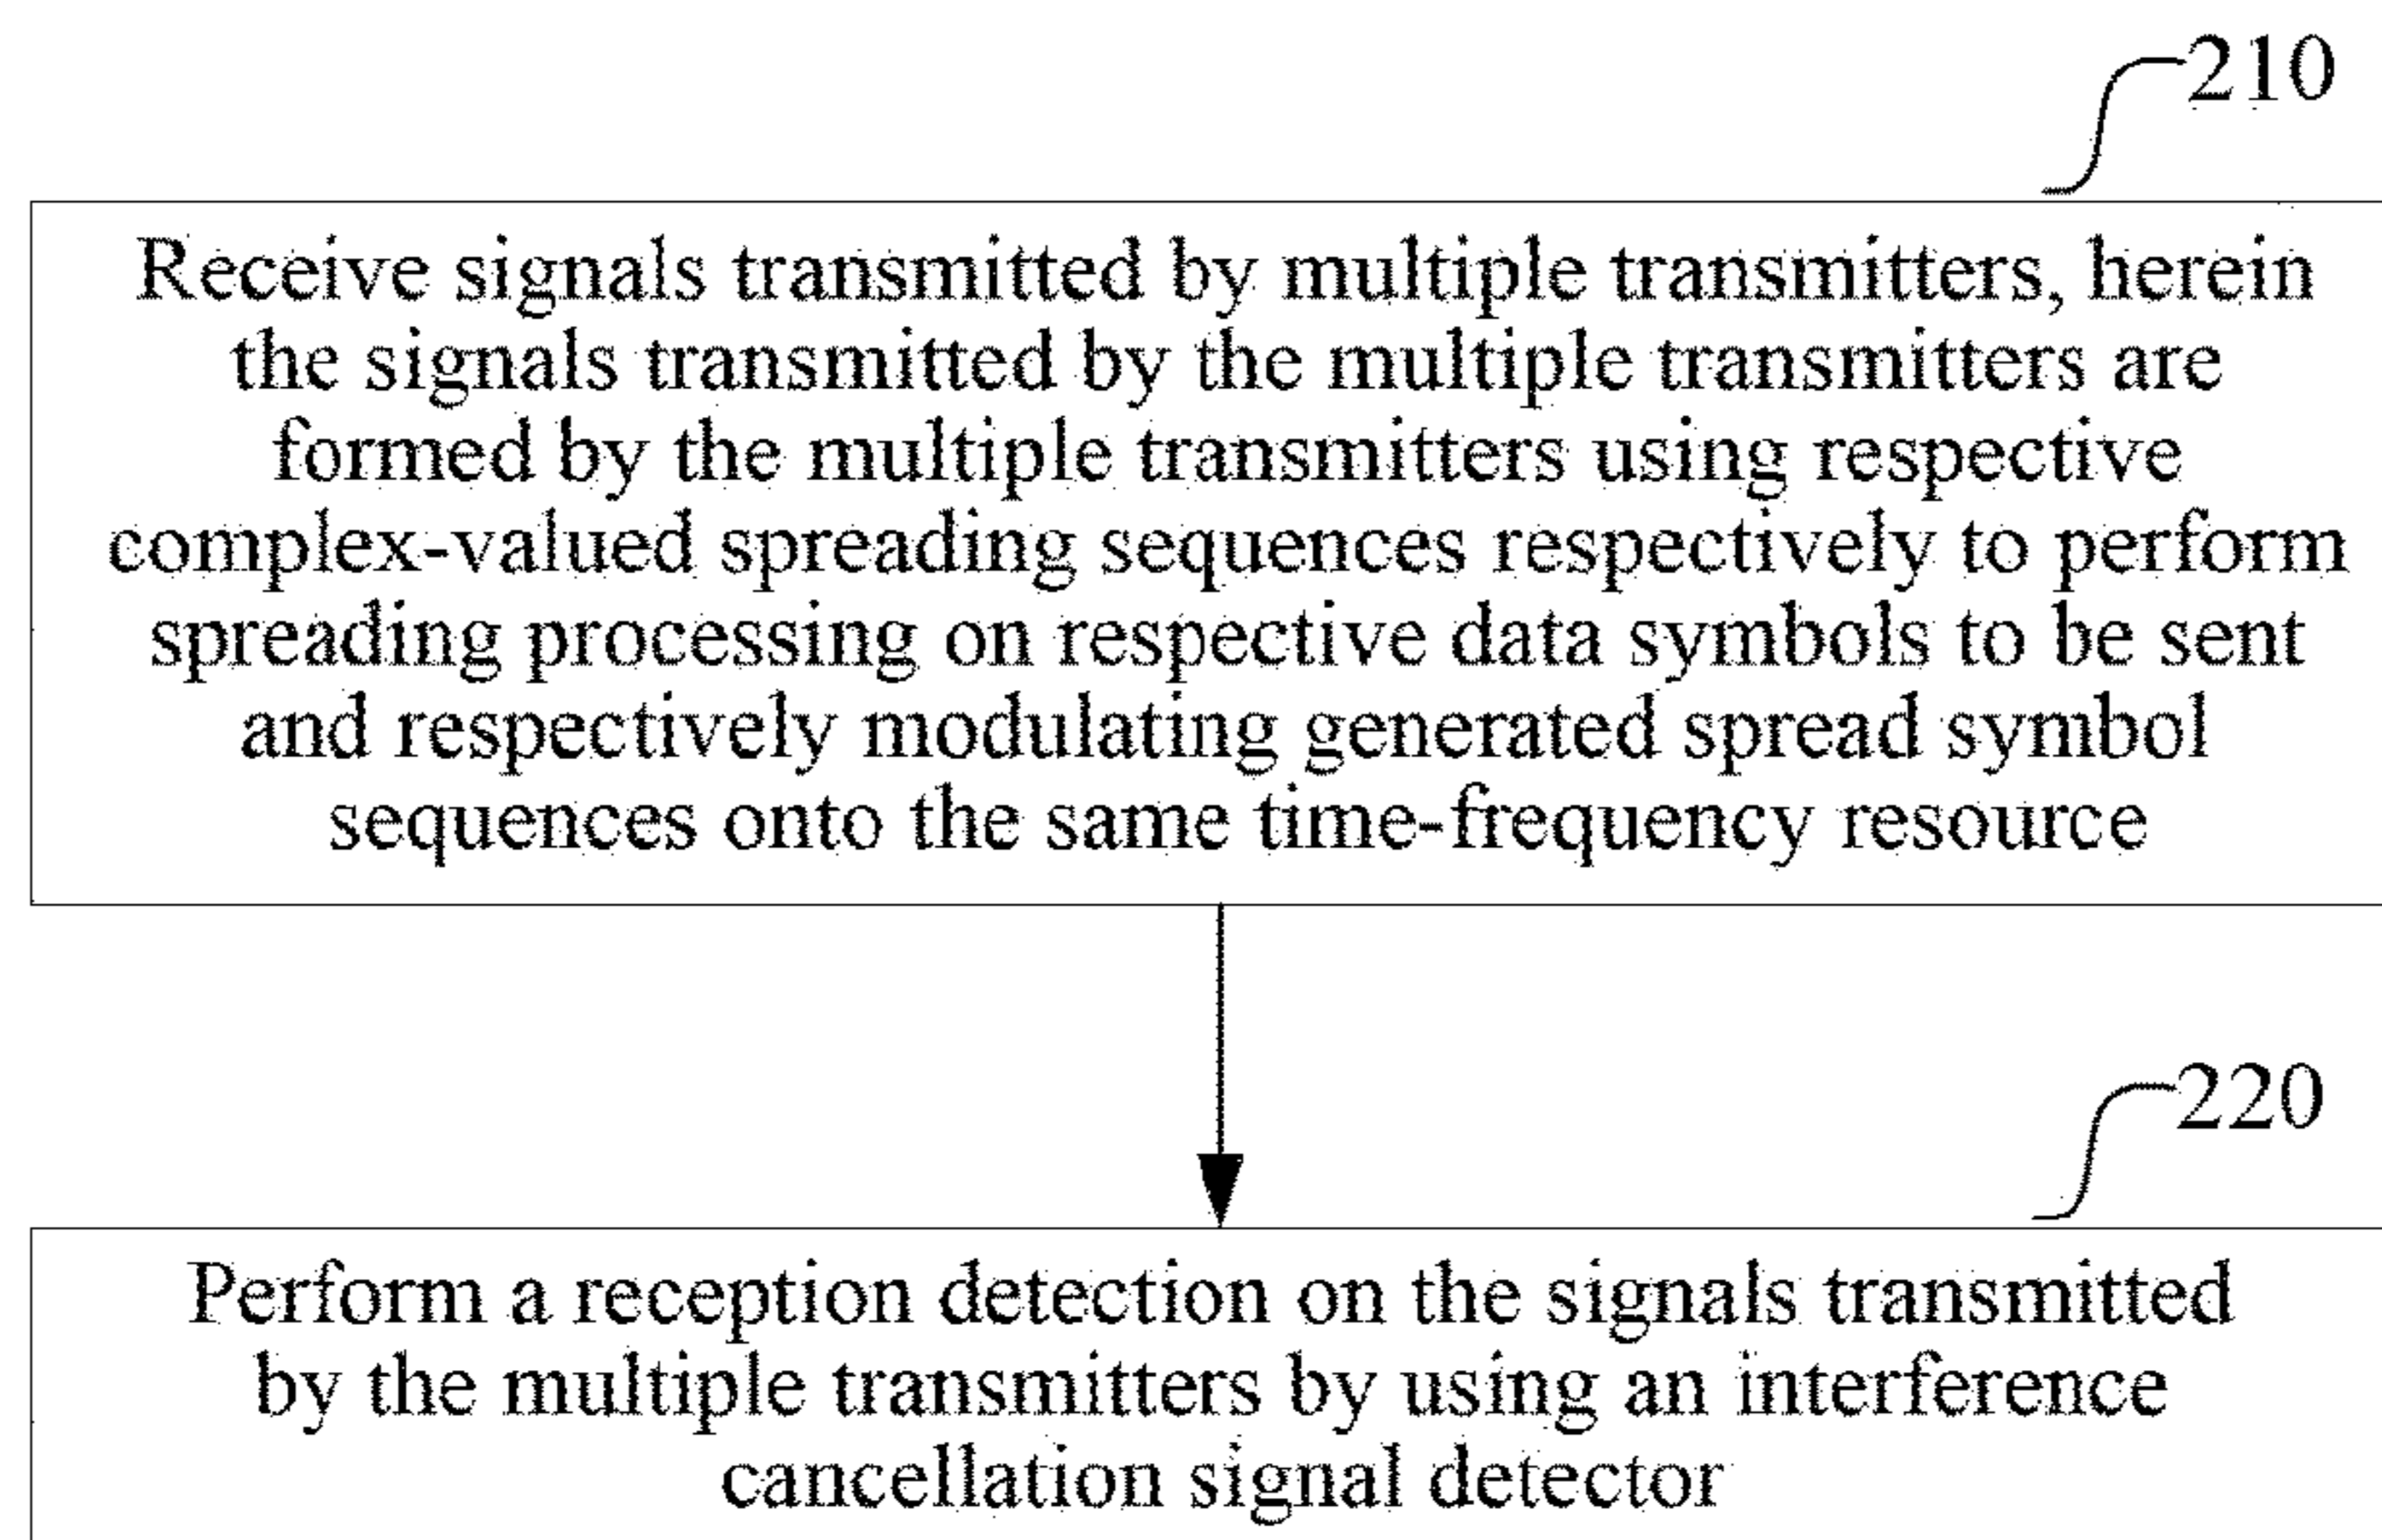 210
Receive signals transmitted by multiple transmitters, herein
the signals transmitted by the multiple transmitters are
formed by the multiple transmitters using respective
complex-valued spreading sequences respectively to perform
spreading processing on respective data symbols to be sent
and respectively modulating generated spread symbol
sequences onto the same time-frequency resource
220
Perform a reception detection on the signals transmitted
by the multiple transmitters by using an interference
cancellation signal detector